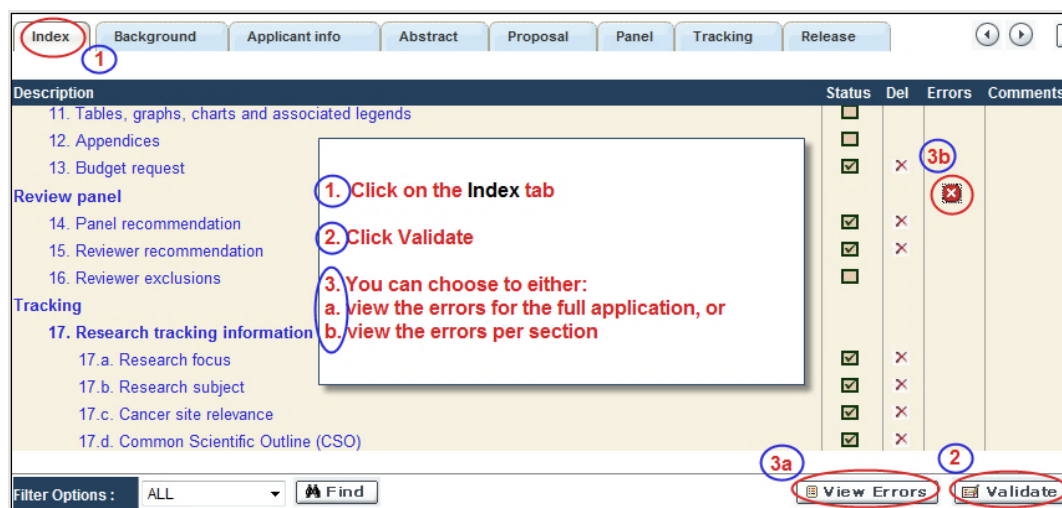 Index Background Applicant info Abstract Proposal Panel Tracking Release
1
Description Status Del Errors Comments
11. Tables, graphs, charts and associated legends
12. Appendices
13. Budget request
3b
Review panel
14. Panel recommendation
15. Reviewer recommendation
16. Reviewer exclusions
Tracking
17. Research tracking information
17.a. Research focus
17.b. Research subject
17.c. Cancer site relevance
17.d. Common Scientific Outline (CSO)
1. Click on the Index tab
2. Click Validate
3. You can choose to either:
a. view the errors for the full application, or
b. view the errors per section
3a
2
Filter Options : ALL Find View Errors Validate